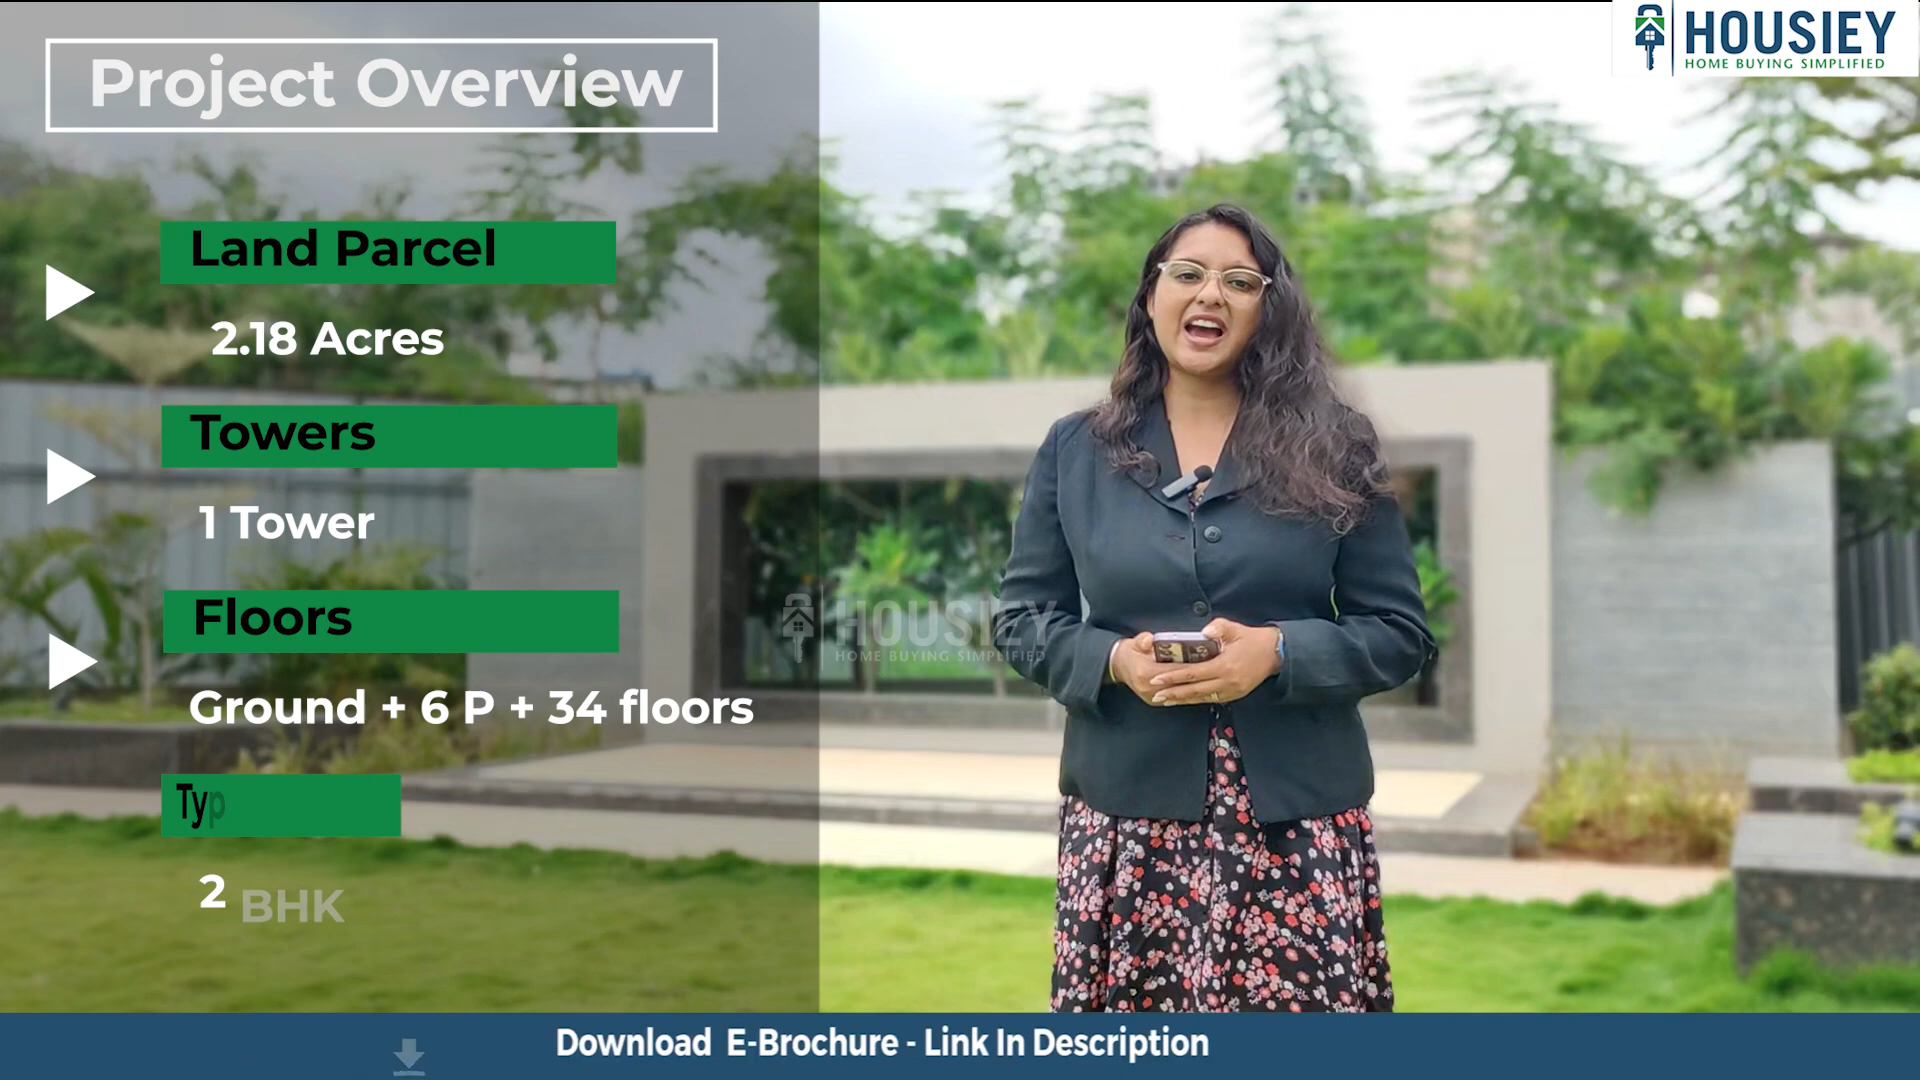 Project Overview
HOUSIEY
HOME BUYING SIMPLIFIED
Land Parcel
2.18 Acres
Towers
1 Tower
Floors
Ground + 6 P + 34 floors
Typ
2 BHK
HOUSIEY
HOME BUYING SIMPLIFIED
Download E-Brochure - Link In Description